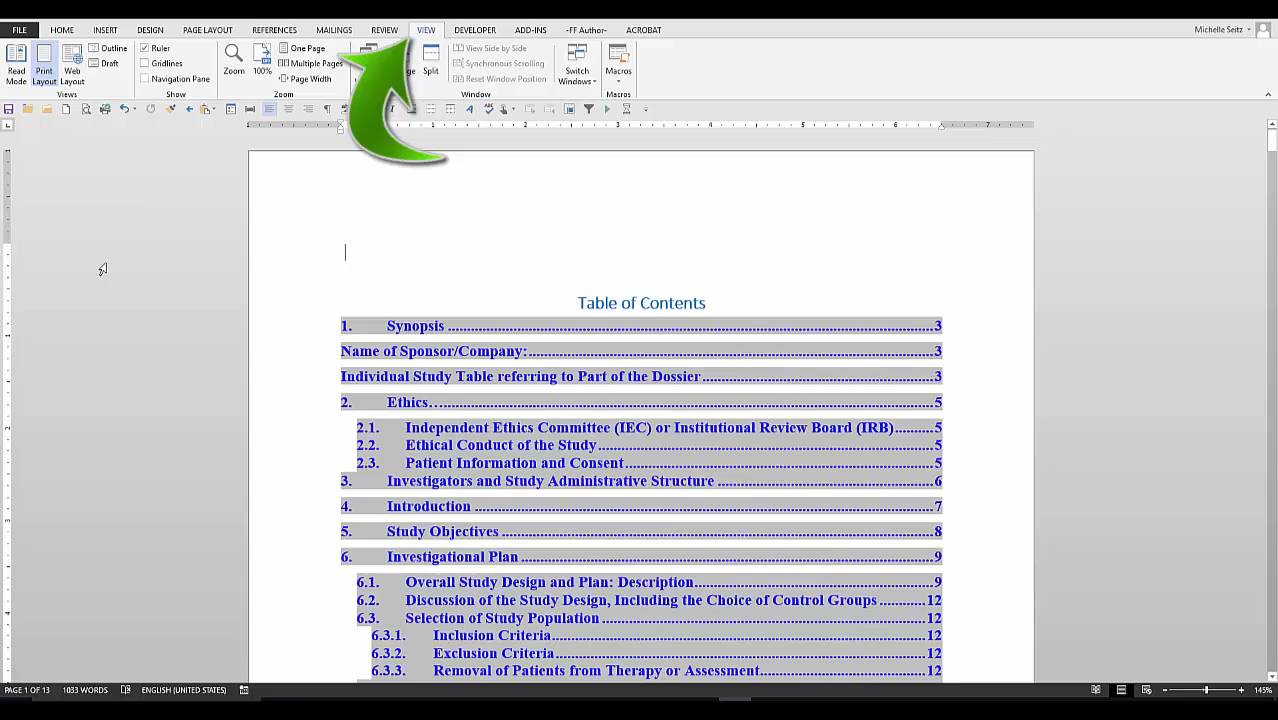 FILE HOME INSERT DESIGN PAGE LAYOUT REFERENCES MAILINGS REVIEW VIEW DEVELOPER ADD-INS -FF Author- ACROBAT Michelle Seitz
Read Mode
Print Layout
Web Layout
Outline
Draft
Views
Ruler
Gridlines
Navigation Pane
Show
Zoom
100%
One Page
Multiple Pages
Page Width
Zoom
Split
View Side by Side
Synchronous Scrolling
Reset Window Position
Window
Switch Windows
Macros
Macros
1 1 2 3 4 5 6 7
Table of Contents
1. Synopsis 3
Name of Sponsor/Company: 3
Individual Study Table referring to Part of the Dossier 3
2. Ethics… 5
2.1. Independent Ethics Committee (IEC) or Institutional Review Board (IRB) 5
2.2. Ethical Conduct of the Study 5
2.3. Patient Information and Consent 5
3. Investigators and Study Administrative Structure 6
4. Introduction 7
5. Study Objectives 8
6. Investigational Plan 9
6.1. Overall Study Design and Plan: Description 9
6.2. Discussion of the Study Design, Including the Choice of Control Groups 12
6.3. Selection of Study Population 12
6.3.1. Inclusion Criteria 12
6.3.2. Exclusion Criteria 12
6.3.3. Removal of Patients from Therapy or Assessment 12
PAGE 1 OF 13 1033 WORDS ENGLISH (UNITED STATES) 145%